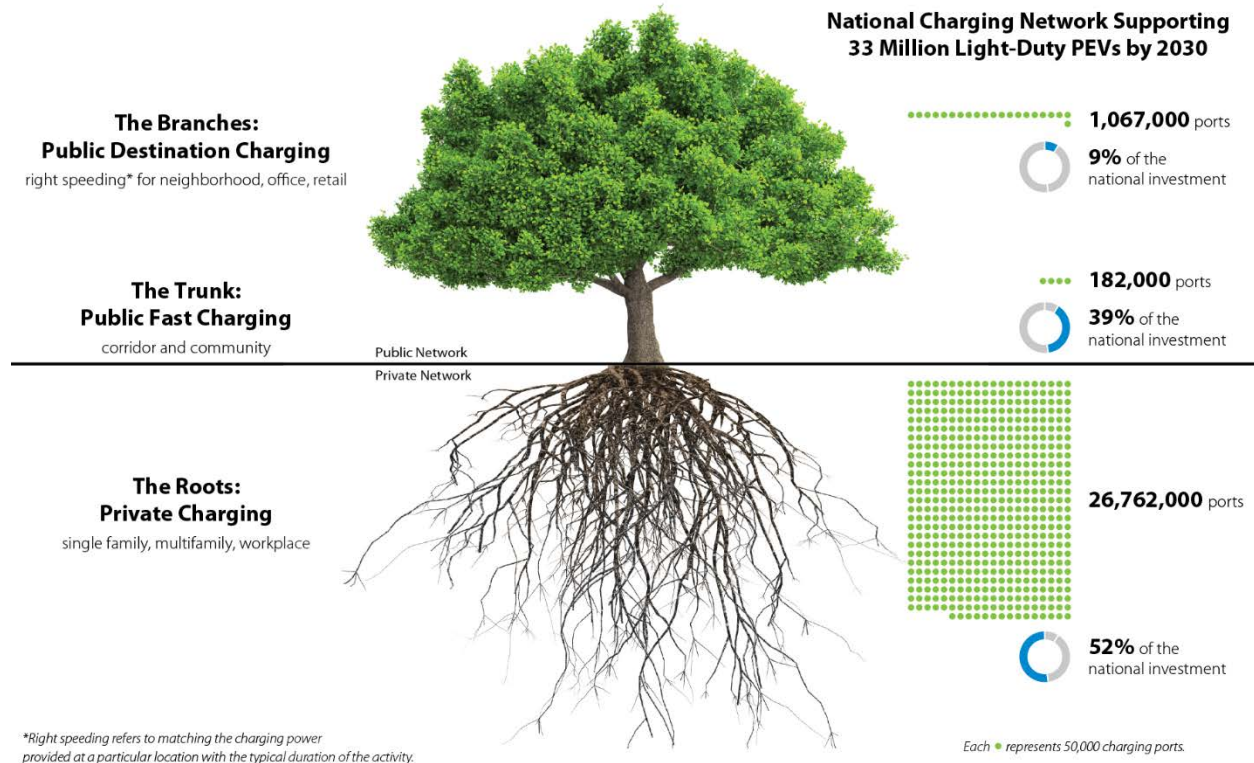 National Charging Network Supporting
33 Million Light-Duty PEVs by 2030
The Branches:
Public Destination Charging
right speeding* for neighborhood, office, retail
1,067,000 ports
9% of the
national investment
The Trunk:
Public Fast Charging
corridor and community
182,000 ports
39% of the
national investment
Public Network
Private Network
The Roots:
Private Charging
single family, multifamily, workplace
26,762,000 ports
52% of the
national investment
*Right speeding refers to matching the charging power
provided at a particular location with the typical duration of the activity.
Each • represents 50,000 charging ports.